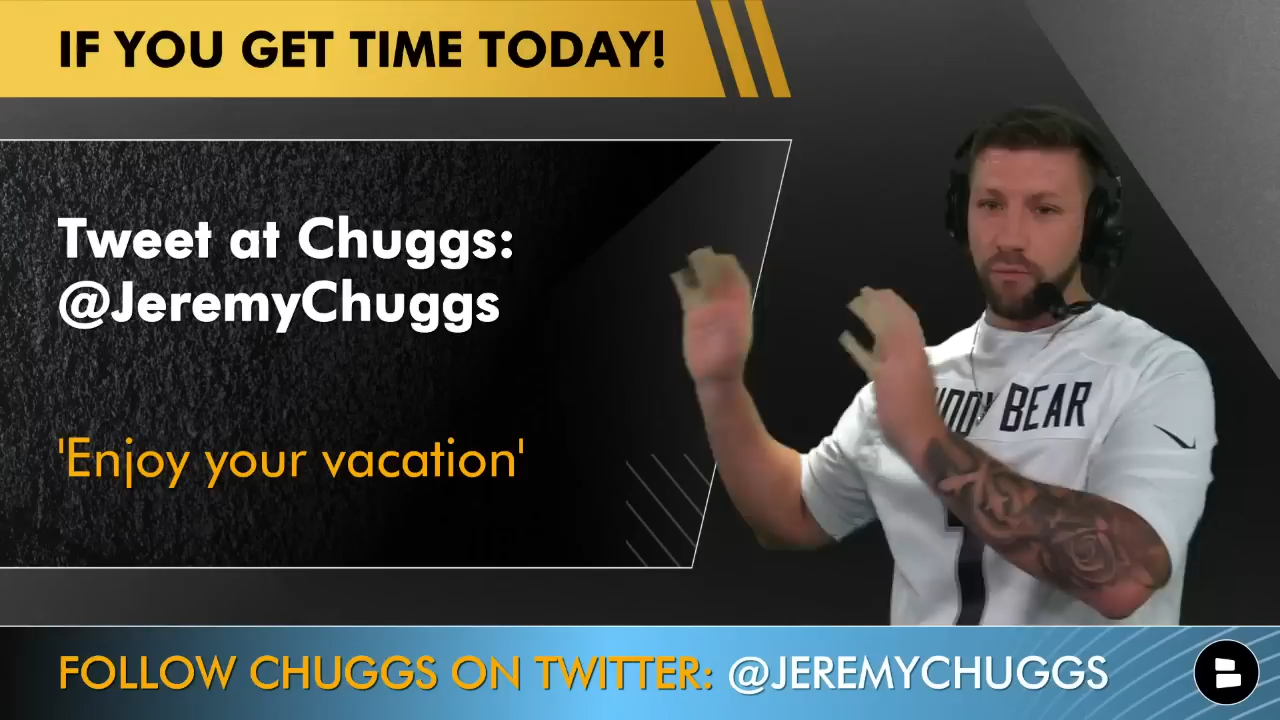 IF YOU GET TIME TODAY!
Tweet at Chuggs:
@JeremyChuggs
'Enjoy your vacation'
BEAR
FOLLOW CHUGGS ON TWITTER: @JEREMYCHUGGS